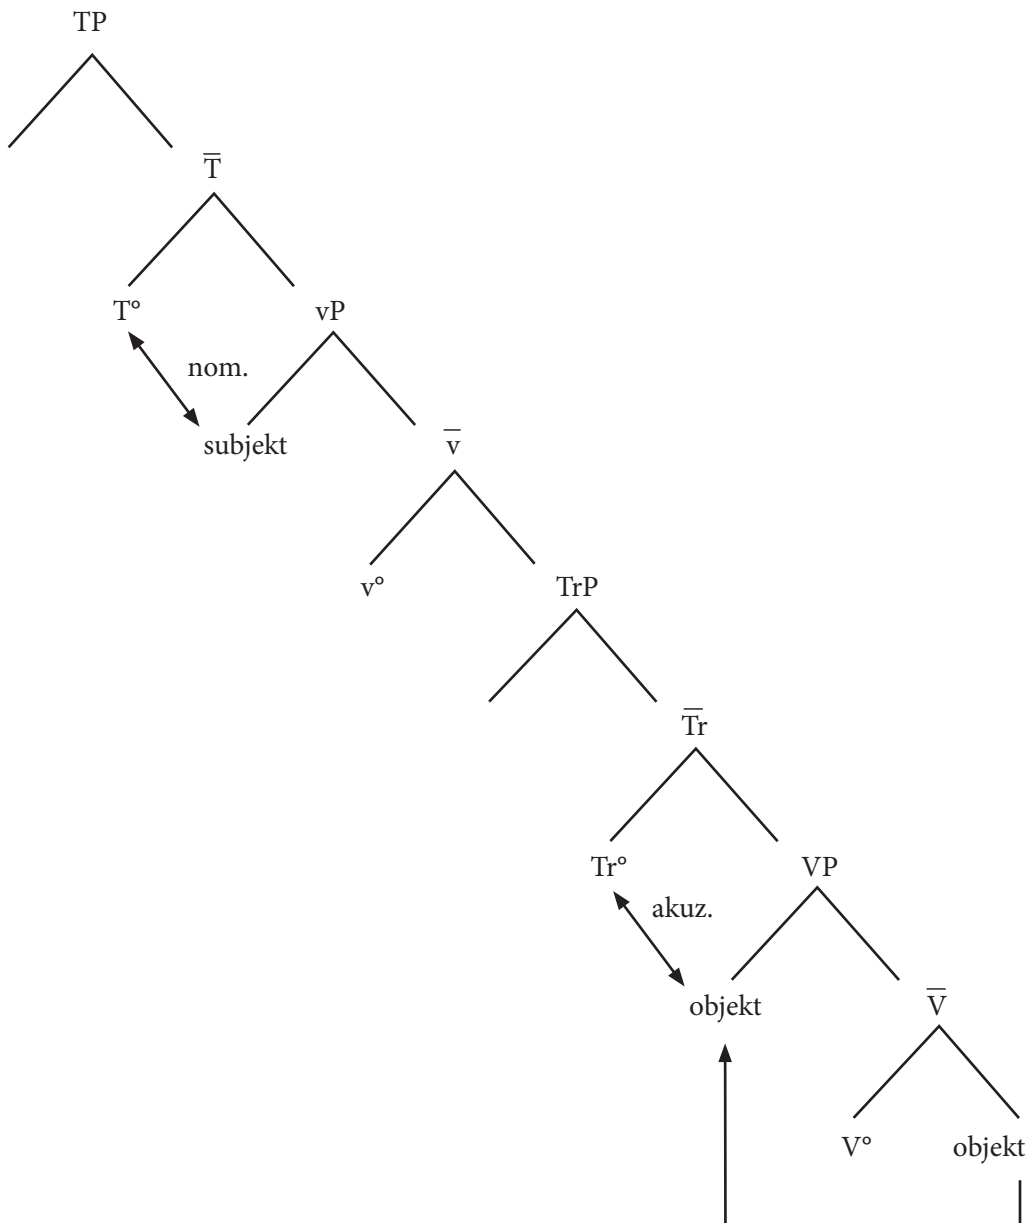 TP
T̅
T° vP
nom.
subjekt v̅
v° TrP
T̅r̅
Tr° VP
akuz.
objekt V̅
V° objekt